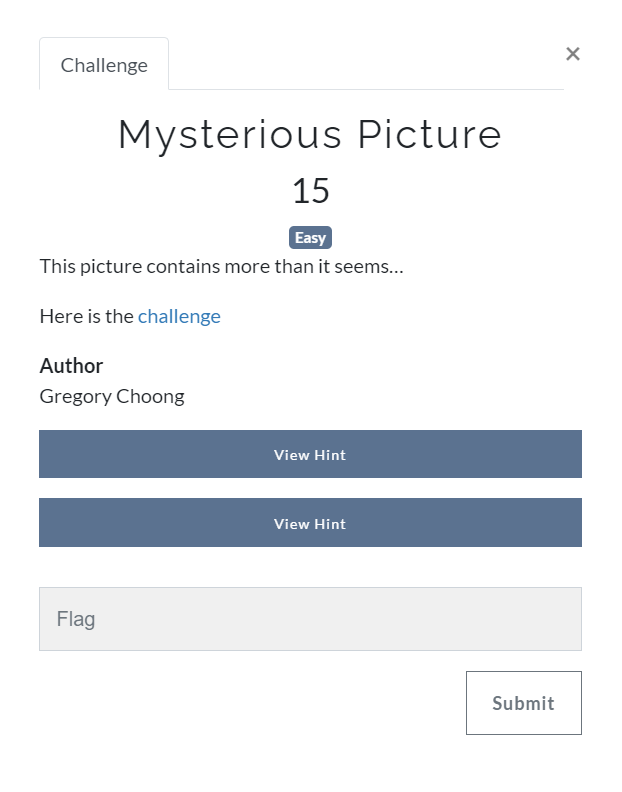 Challenge
×
Mysterious Picture
15
Easy
This picture contains more than it seems...
Here is the challenge
Author
Gregory Choong
View Hint
View Hint
Flag
Submit